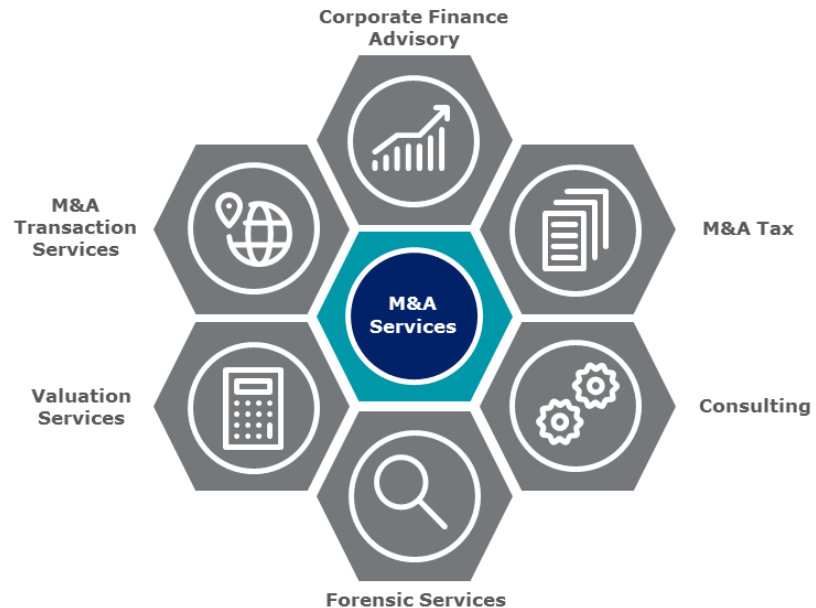 Corporate Finance
Advisory
M&A
Transaction
Services
M&A Tax
M&A
Services
Valuation
Services
Consulting
Forensic Services